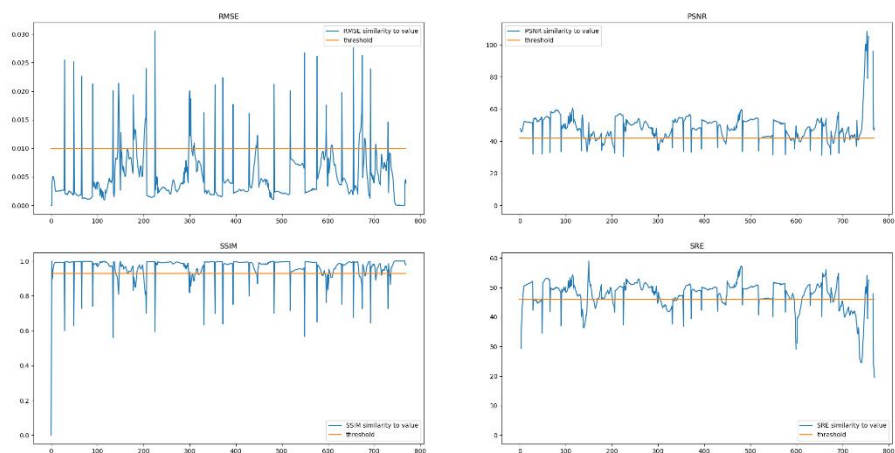 RMSE
RMSE similarity to value
threshold
0.030
0.025
0.020
0.015
0.010
0.005
0.000
0 100 200 300 400 500 600 700 800
PSNR
PSNR similarity to value
threshold
100
80
60
40
20
0
0 100 200 300 400 500 600 700 800
SSIM
1.0
0.8
0.6
0.4
0.2
0.0
SSIM similarity to value
threshold
0 100 200 300 400 500 600 700 800
SRE
60
50
40
30
20
10
0
SRE similarity to value
threshold
0 100 200 300 400 500 600 700 800